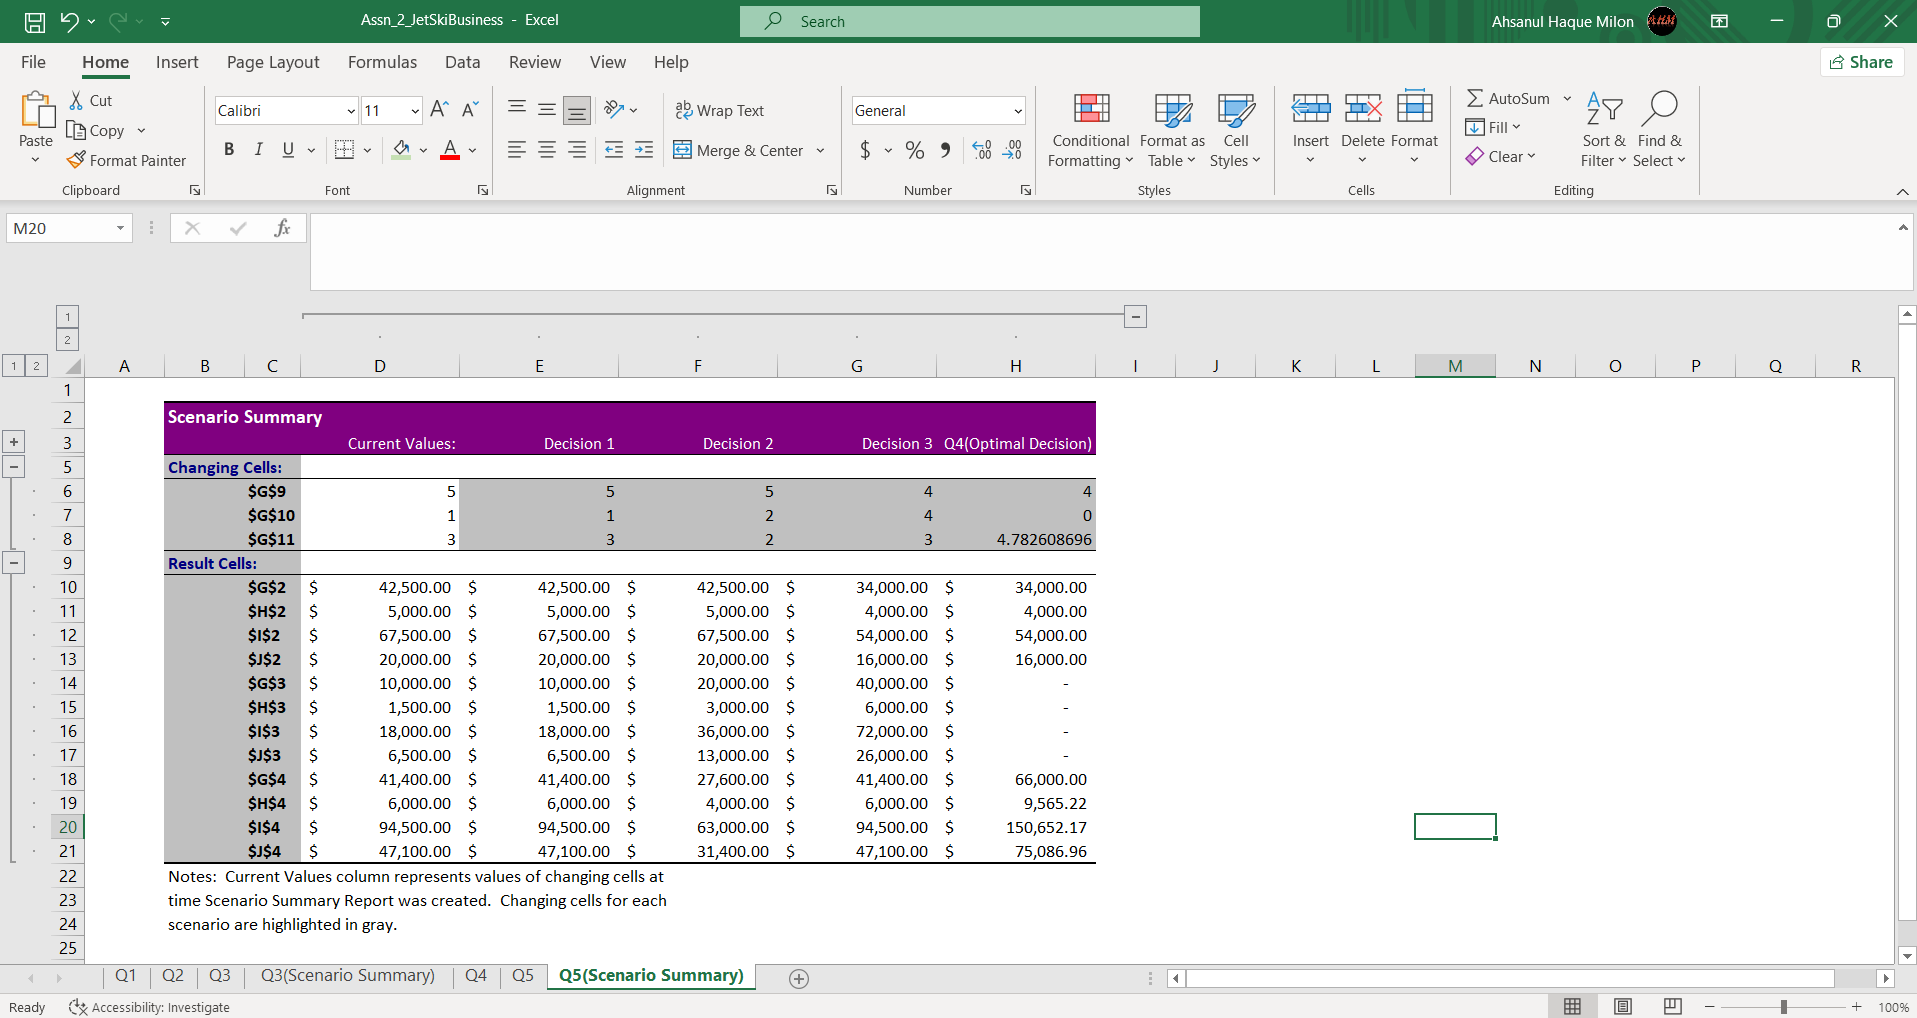 Assn_2_JetSkiBusiness - Excel
Search
Ahsanul Haque Milon
File Home Insert Page Layout Formulas Data Review View Help
Share
Paste
Cut
Copy
Format Painter
Clipboard
Calibri 11
B I U
Font
Wrap Text
Merge & Center
Alignment
General
$ % 9
Number
Conditional Formatting
Format as Table
Cell Styles
Styles
Insert Delete Format
Cells
AutoSum
Fill
Clear
Sort & Filter
Find & Select
Editing
M20
fx
1
2
1 2
A B C D E F G H I J K L M N O P Q R
1
2 Scenario Summary
3 Current Values: Decision 1 Decision 2 Decision 3 Q4(Optimal Decision)
5 Changing Cells:
6 $G$9 5 5 5 4 4
7 $G$10 1 1 2 4 0
8 $G$11 3 3 2 3 4.782608696
9 Result Cells:
10 $G$2 $ 42,500.00 $ 42,500.00 $ 42,500.00 $ 34,000.00 $ 34,000.00
11 $H$2 $ 5,000.00 $ 5,000.00 $ 5,000.00 $ 4,000.00 $ 4,000.00
12 $I$2 $ 67,500.00 $ 67,500.00 $ 67,500.00 $ 54,000.00 $ 54,000.00
13 $J$2 $ 20,000.00 $ 20,000.00 $ 20,000.00 $ 16,000.00 $ 16,000.00
14 $G$3 $ 10,000.00 $ 10,000.00 $ 20,000.00 $ 40,000.00 $ -
15 $H$3 $ 1,500.00 $ 1,500.00 $ 3,000.00 $ 6,000.00 $ -
16 $I$3 $ 18,000.00 $ 18,000.00 $ 36,000.00 $ 72,000.00 $ -
17 $J$3 $ 6,500.00 $ 6,500.00 $ 13,000.00 $ 26,000.00 $ -
18 $G$4 $ 41,400.00 $ 41,400.00 $ 27,600.00 $ 41,400.00 $ 66,000.00
19 $H$4 $ 6,000.00 $ 6,000.00 $ 4,000.00 $ 6,000.00 $ 9,565.22
20 $I$4 $ 94,500.00 $ 94,500.00 $ 63,000.00 $ 94,500.00 $ 150,652.17
21 $J$4 $ 47,100.00 $ 47,100.00 $ 31,400.00 $ 47,100.00 $ 75,086.96
22 Notes: Current Values column represents values of changing cells at
23 time Scenario Summary Report was created. Changing cells for each
24 scenario are highlighted in gray.
25
Q1 Q2 Q3 Q3(Scenario Summary) Q4 Q5 Q5(Scenario Summary)
Ready Accessibility: Investigate 100%